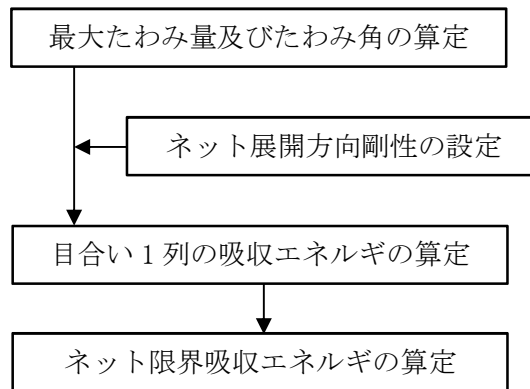 最大たわみ量及びたわみ角の算定
ネット展開方向剛性の設定
目合い1列の吸収エネルギの算定
ネット限界吸収エネルギの算定